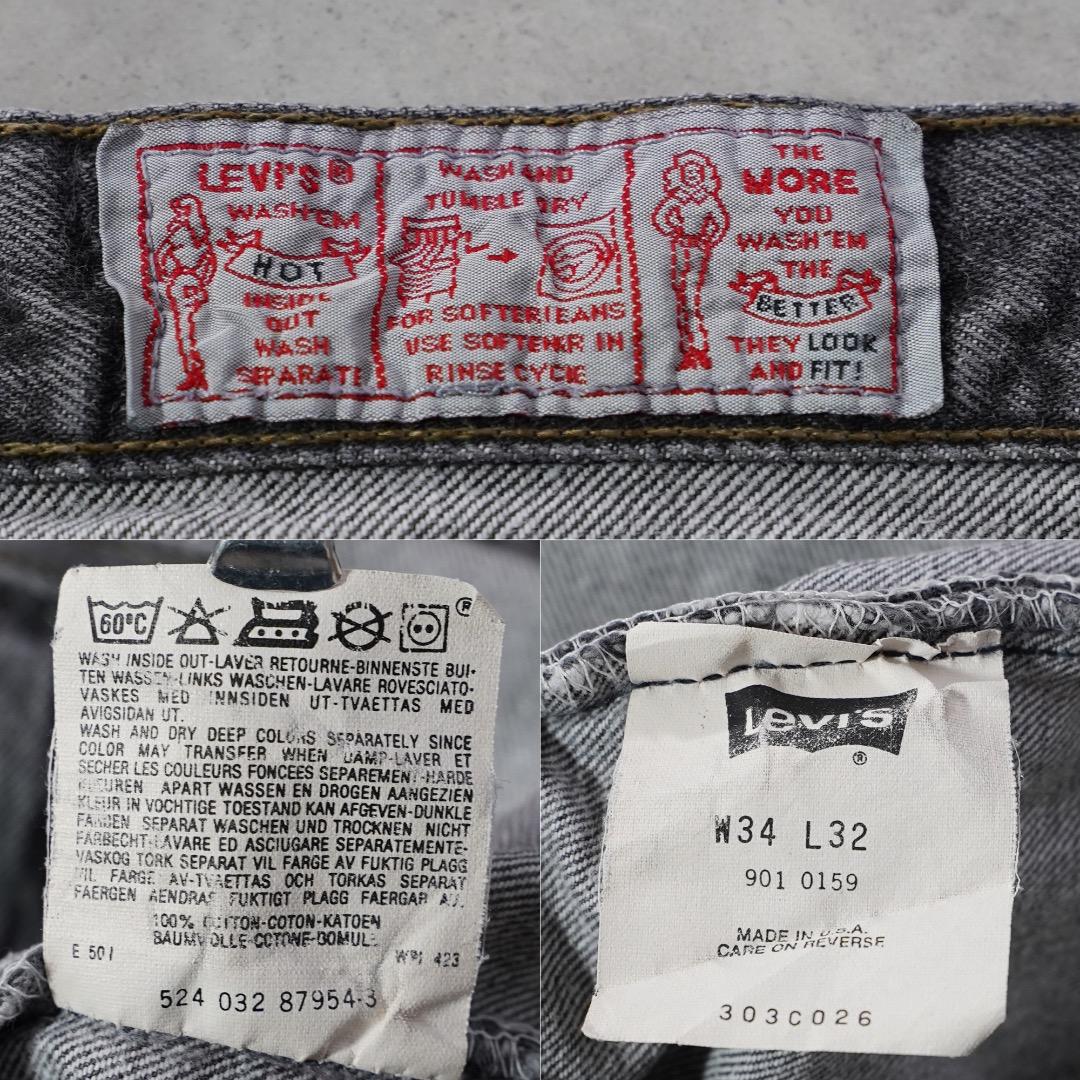 LEVI'S®
WASH'EM
HOT
INSIDE
OUT
WASH
SEPARATE
WASH AND
TUMBLE DRY
FOR SOFTER JEANS
USE SOFTENER IN
RINSE CYCLE
THE
MORE
YOU
WASH'EM
THE
BETTER
THEY LOOK
AND FIT!
60°C
®
WASH INSIDE OUT-LAVER RETOURNE-BINNENSTE BUI-
TEN WASSEN-LINKS WASCHEN-LAVARE ROVESCIATO-
VASKES MED INNSIDEN UT-TVAETTAS MED
AVIGSIDAN UT.
WASH AND DRY DEEP COLORS SEPARATELY SINCE
COLOR MAY TRANSFER WHEN DAMP-LAVER ET
SECHER LES COULEURS FONCEES SEPAREMENT-HARDE
KLEUREN APART WASSEN EN DROGEN AANGEZIEN
KLEUR IN VOCHTIGE TOESTAND KAN AFGEVEN-DUNKLE
FARBEN SEPARAT WASCHEN UND TROCKNEN NICHT
FARBECHT-LAVARE ED ASCIUGARE SEPARATEMENTE-
VASKOG TORK SEPARAT VIL FARGE AV FUKTIG PLAGG
VIL FARGE AV-TVAETTAS OCH TORKAS SEPARAT
FAERGEN AENDRAS FUKTIGT PLAGG FAERGAR AV.
100% COTTON-COTON-KATOEN
BAUMWOLLE-COTONE-BOMULL
E 501 WPL 423
524 032 87954-3
Levi's
®
W34 L32
901 0159
MADE IN U.S.A.
CARE ON REVERSE
303C026